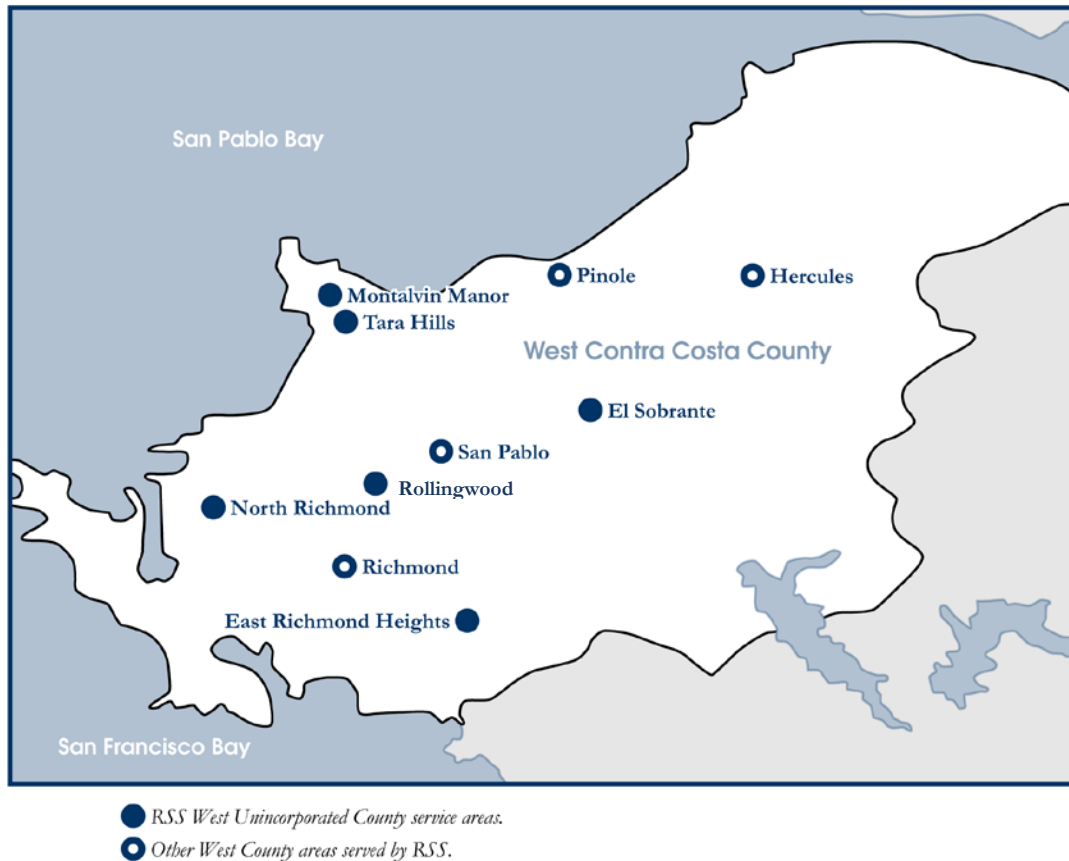 San Pablo Bay
Pinole
Hercules
Montalvin Manor
Tara Hills
West Contra Costa County
El Sobrante
San Pablo
Rollingwood
North Richmond
Richmond
East Richmond Heights
San Francisco Bay
RSS West Unincorporated County service areas.
Other West County areas served by RSS.